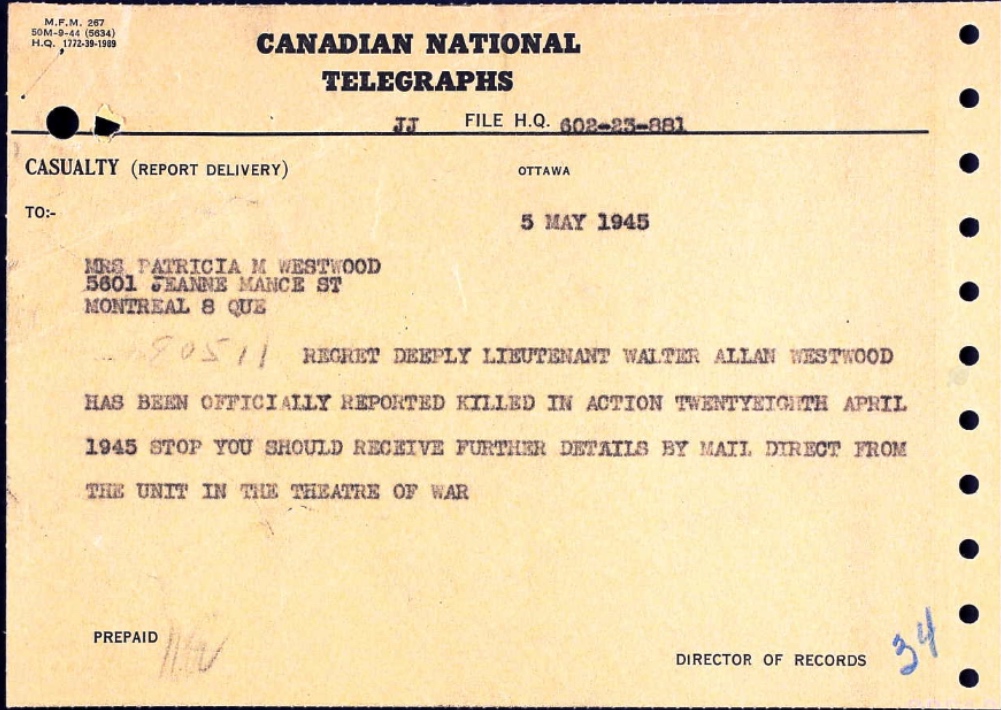 M.F.M. 267
50M-9-44 (5634)
H.Q. 1772-39-1989
CANADIAN NATIONAL
TELEGRAPHS
JJ FILE H.Q. 602-23-881
CASUALTY (REPORT DELIVERY) OTTAWA
TO:-
5 MAY 1945
MRS PATRICIA M WESTWOOD
5601 JEANNE MANCE ST
MONTREAL 8 QUE
REGRET DEEPLY LIEUTENANT WALTER ALLAN WESTWOOD
HAS BEEN OFFICIALLY REPORTED KILLED IN ACTION TWENTYEIGHTH APRIL
1945 STOP YOU SHOULD RECEIVE FURTHER DETAILS BY MAIL DIRECT FROM
THE UNIT IN THE THEATRE OF WAR
PREPAID
DIRECTOR OF RECORDS 34